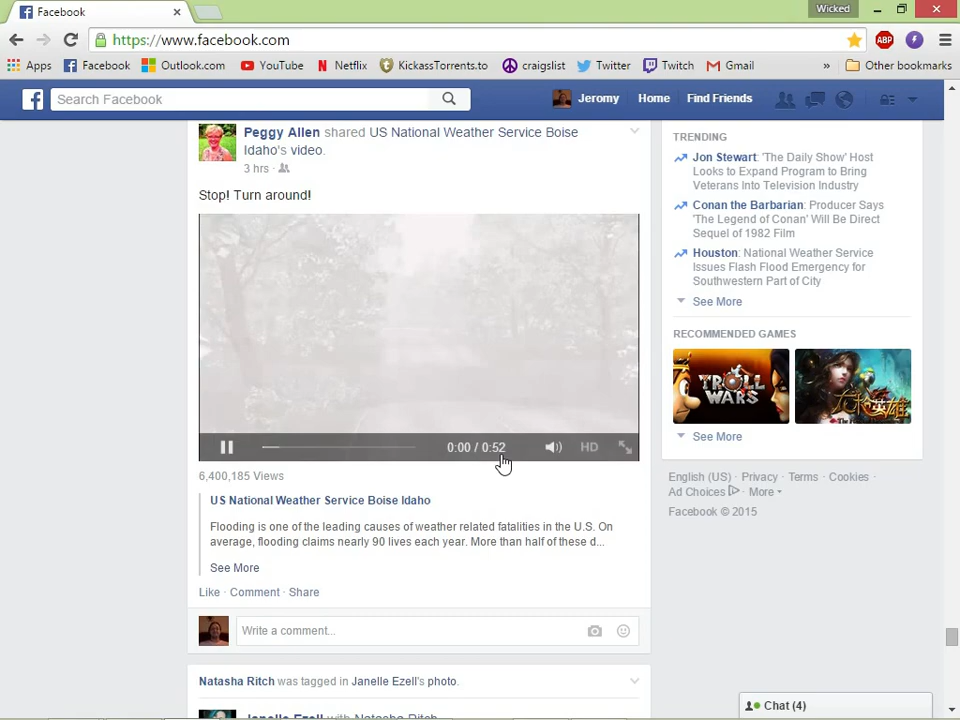 Facebook
Wicked
https://www.facebook.com
ABP
Apps
Facebook
Outlook.com
YouTube
Netflix
KickassTorrents.to
craigslist
Twitter
Twitch
Gmail
»
Other bookmarks
Search Facebook
Jeromy
Home
Find Friends
Peggy Allen shared US National Weather Service Boise
Idaho's video.
3 hrs ·
Stop! Turn around!
0:00 / 0:52
HD
6,400,185 Views
US National Weather Service Boise Idaho
Flooding is one of the leading causes of weather related fatalities in the U.S. On
average, flooding claims nearly 90 lives each year. More than half of these d...
See More
Like · Comment · Share
Write a comment...
Natasha Ritch was tagged in Janelle Ezell's photo.
Janelle Ezell with Natasha Ritch
TRENDING
Jon Stewart: 'The Daily Show' Host
Looks to Expand Program to Bring
Veterans Into Television Industry
Conan the Barbarian: Producer Says
'The Legend of Conan' Will Be Direct
Sequel of 1982 Film
Houston: National Weather Service
Issues Flash Flood Emergency for
Southwestern Part of City
See More
RECOMMENDED GAMES
TROLL
WARS
See More
English (US) · Privacy · Terms · Cookies ·
Ad Choices · More
Facebook © 2015
Chat (4)